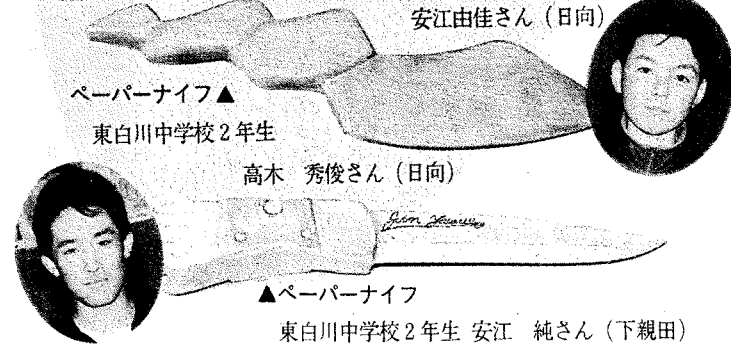 安江由佳さん（日向）
ペーパーナイフ▲
東白川中学校2年生
高木　秀俊さん（日向）
▲ペーパーナイフ
東白川中学校2年生 安江　純さん（下親田）